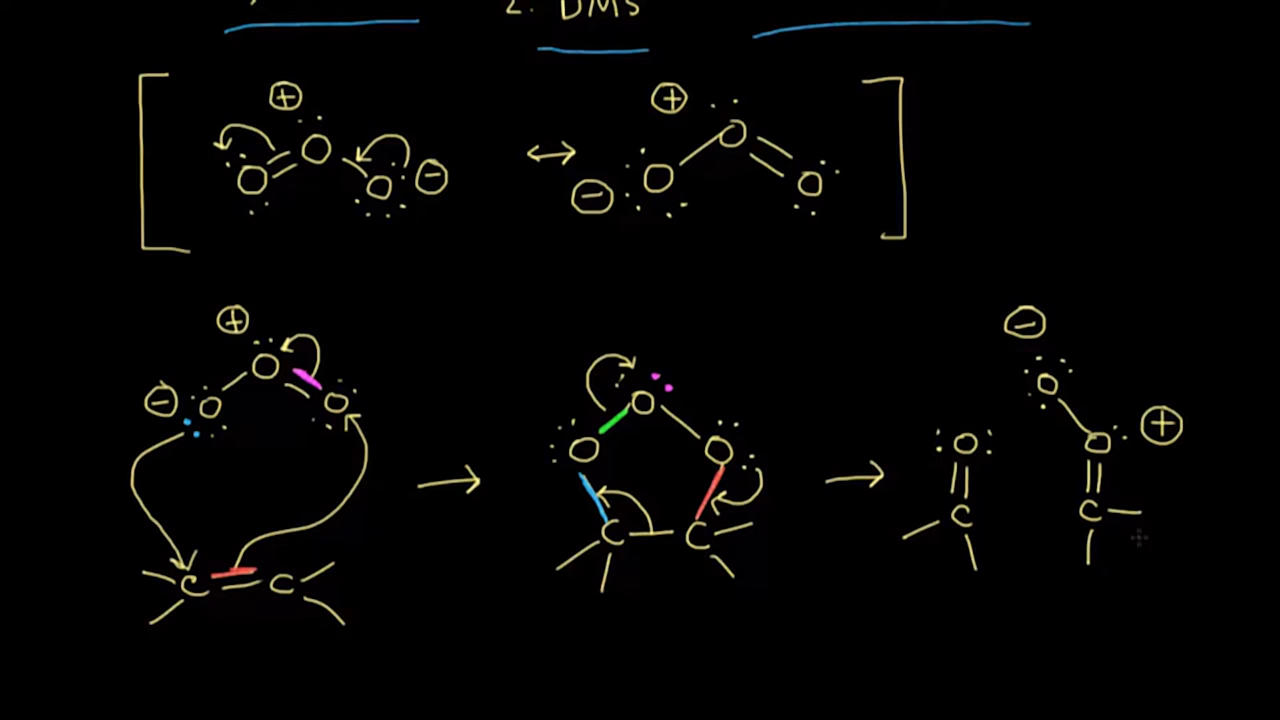 2. DMS
+ +
O O
O O - ↔ - O O
+ -
O O
- O O O O O +
→ →
C = C C C C C